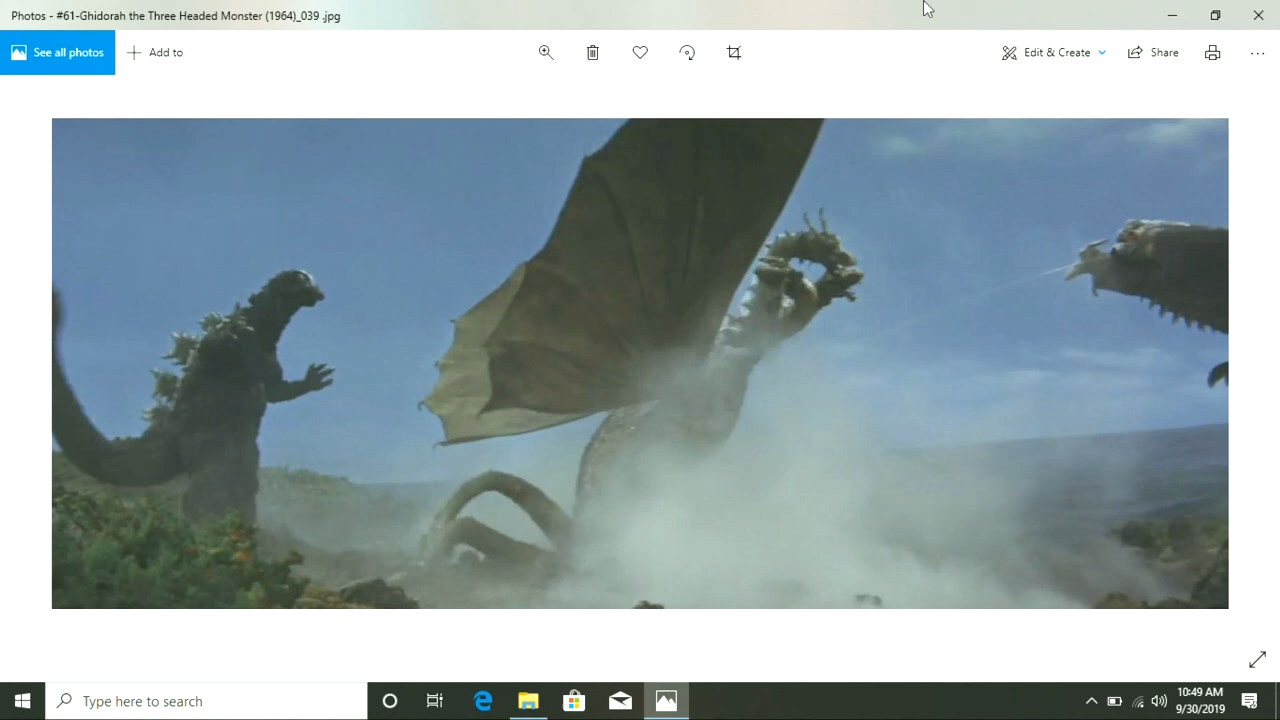 Photos - #61-Ghidorah the Three Headed Monster (1964)_039 .jpg
See all photos
Add to
Edit & Create
Share
Type here to search
10:49 AM
9/30/2019